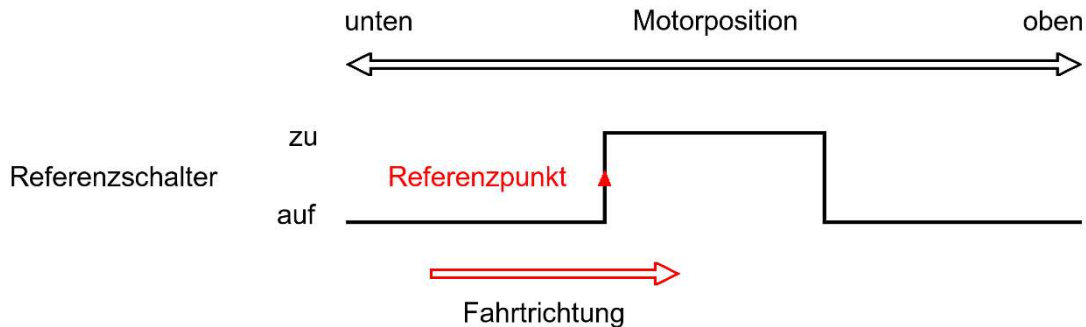 unten Motorposition oben
zu
Referenzschalter Referenzpunkt
auf
Fahrtrichtung